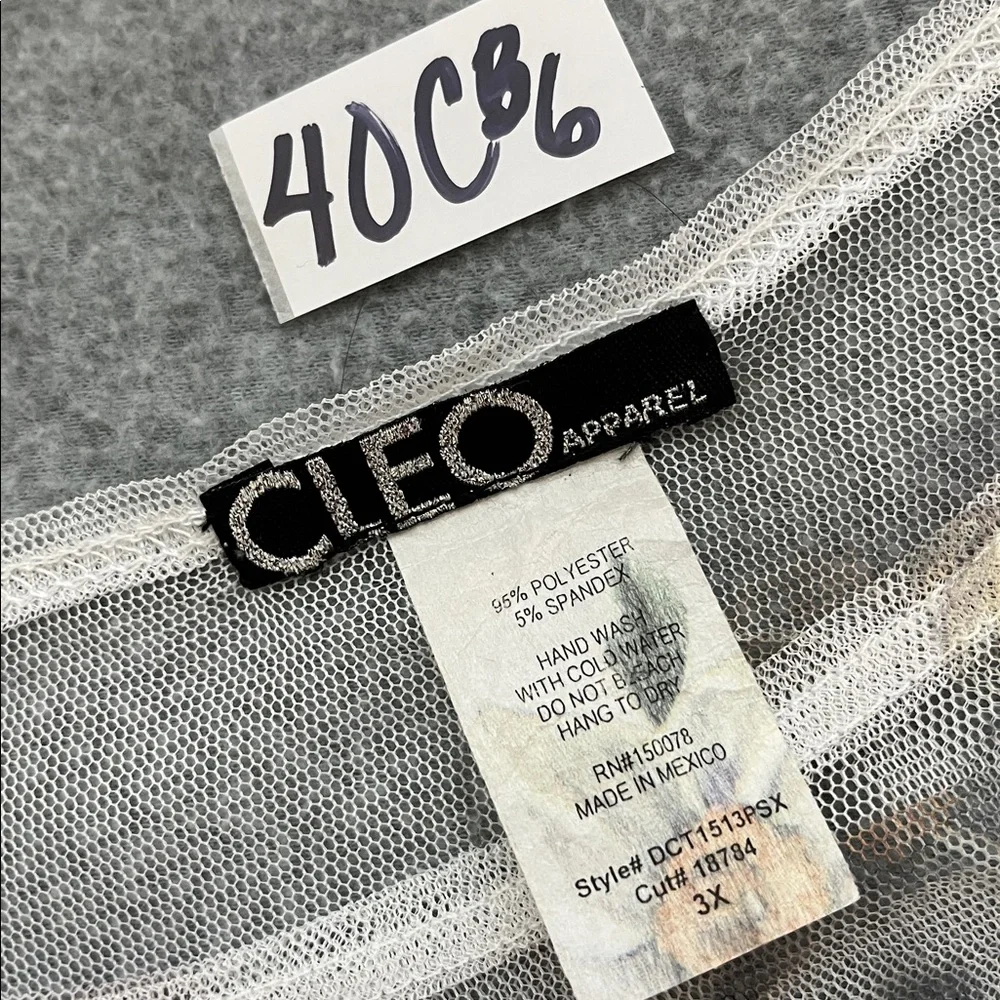 40CB6
CLEO APPAREL
95% POLYESTER
5% SPANDEX
HAND WASH
WITH COLD WATER
DO NOT BLEACH
HANG TO DRY
RN#150078
MADE IN MEXICO
Style# DCT1513PSX
Cut# 18784
3X